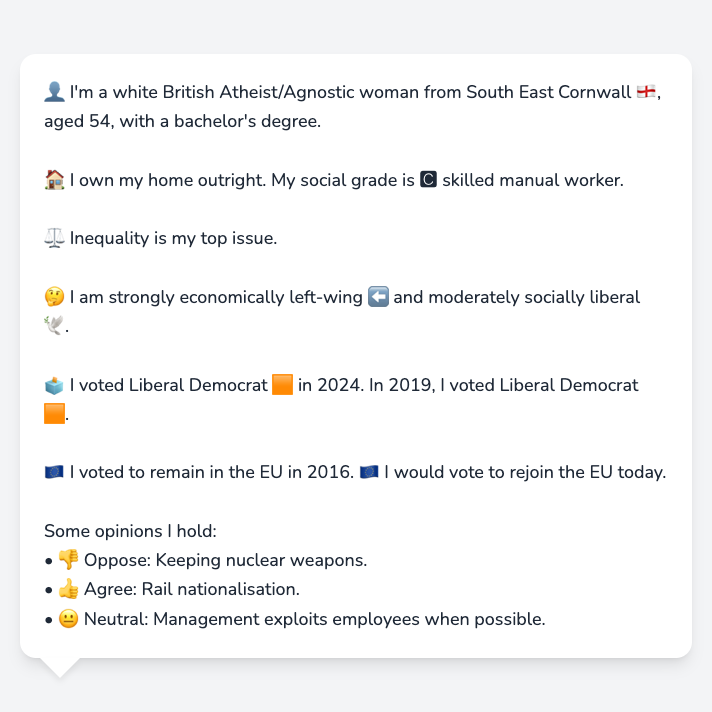 👤 I'm a white British Atheist/Agnostic woman from South East Cornwall 🏴󠁧󠁢󠁥󠁮󠁧󠁿,
aged 54, with a bachelor's degree.
🏠 I own my home outright. My social grade is 🅲 skilled manual worker.
⚖️ Inequality is my top issue.
🤔 I am strongly economically left-wing ⬅️ and moderately socially liberal
🕊️.
🗳️ I voted Liberal Democrat 🟧 in 2024. In 2019, I voted Liberal Democrat
🟧.
🇪🇺 I voted to remain in the EU in 2016. 🇪🇺 I would vote to rejoin the EU today.
Some opinions I hold:
• 👎 Oppose: Keeping nuclear weapons.
• 👍 Agree: Rail nationalisation.
• 😐 Neutral: Management exploits employees when possible.